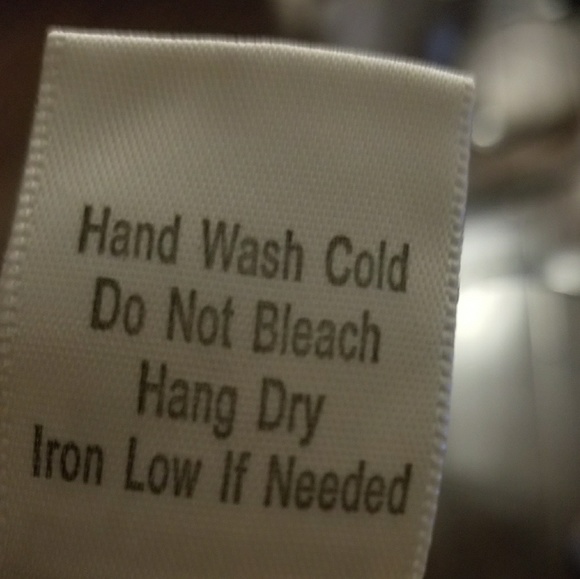 Hand Wash Cold
Do Not Bleach
Hang Dry
Iron Low If Needed